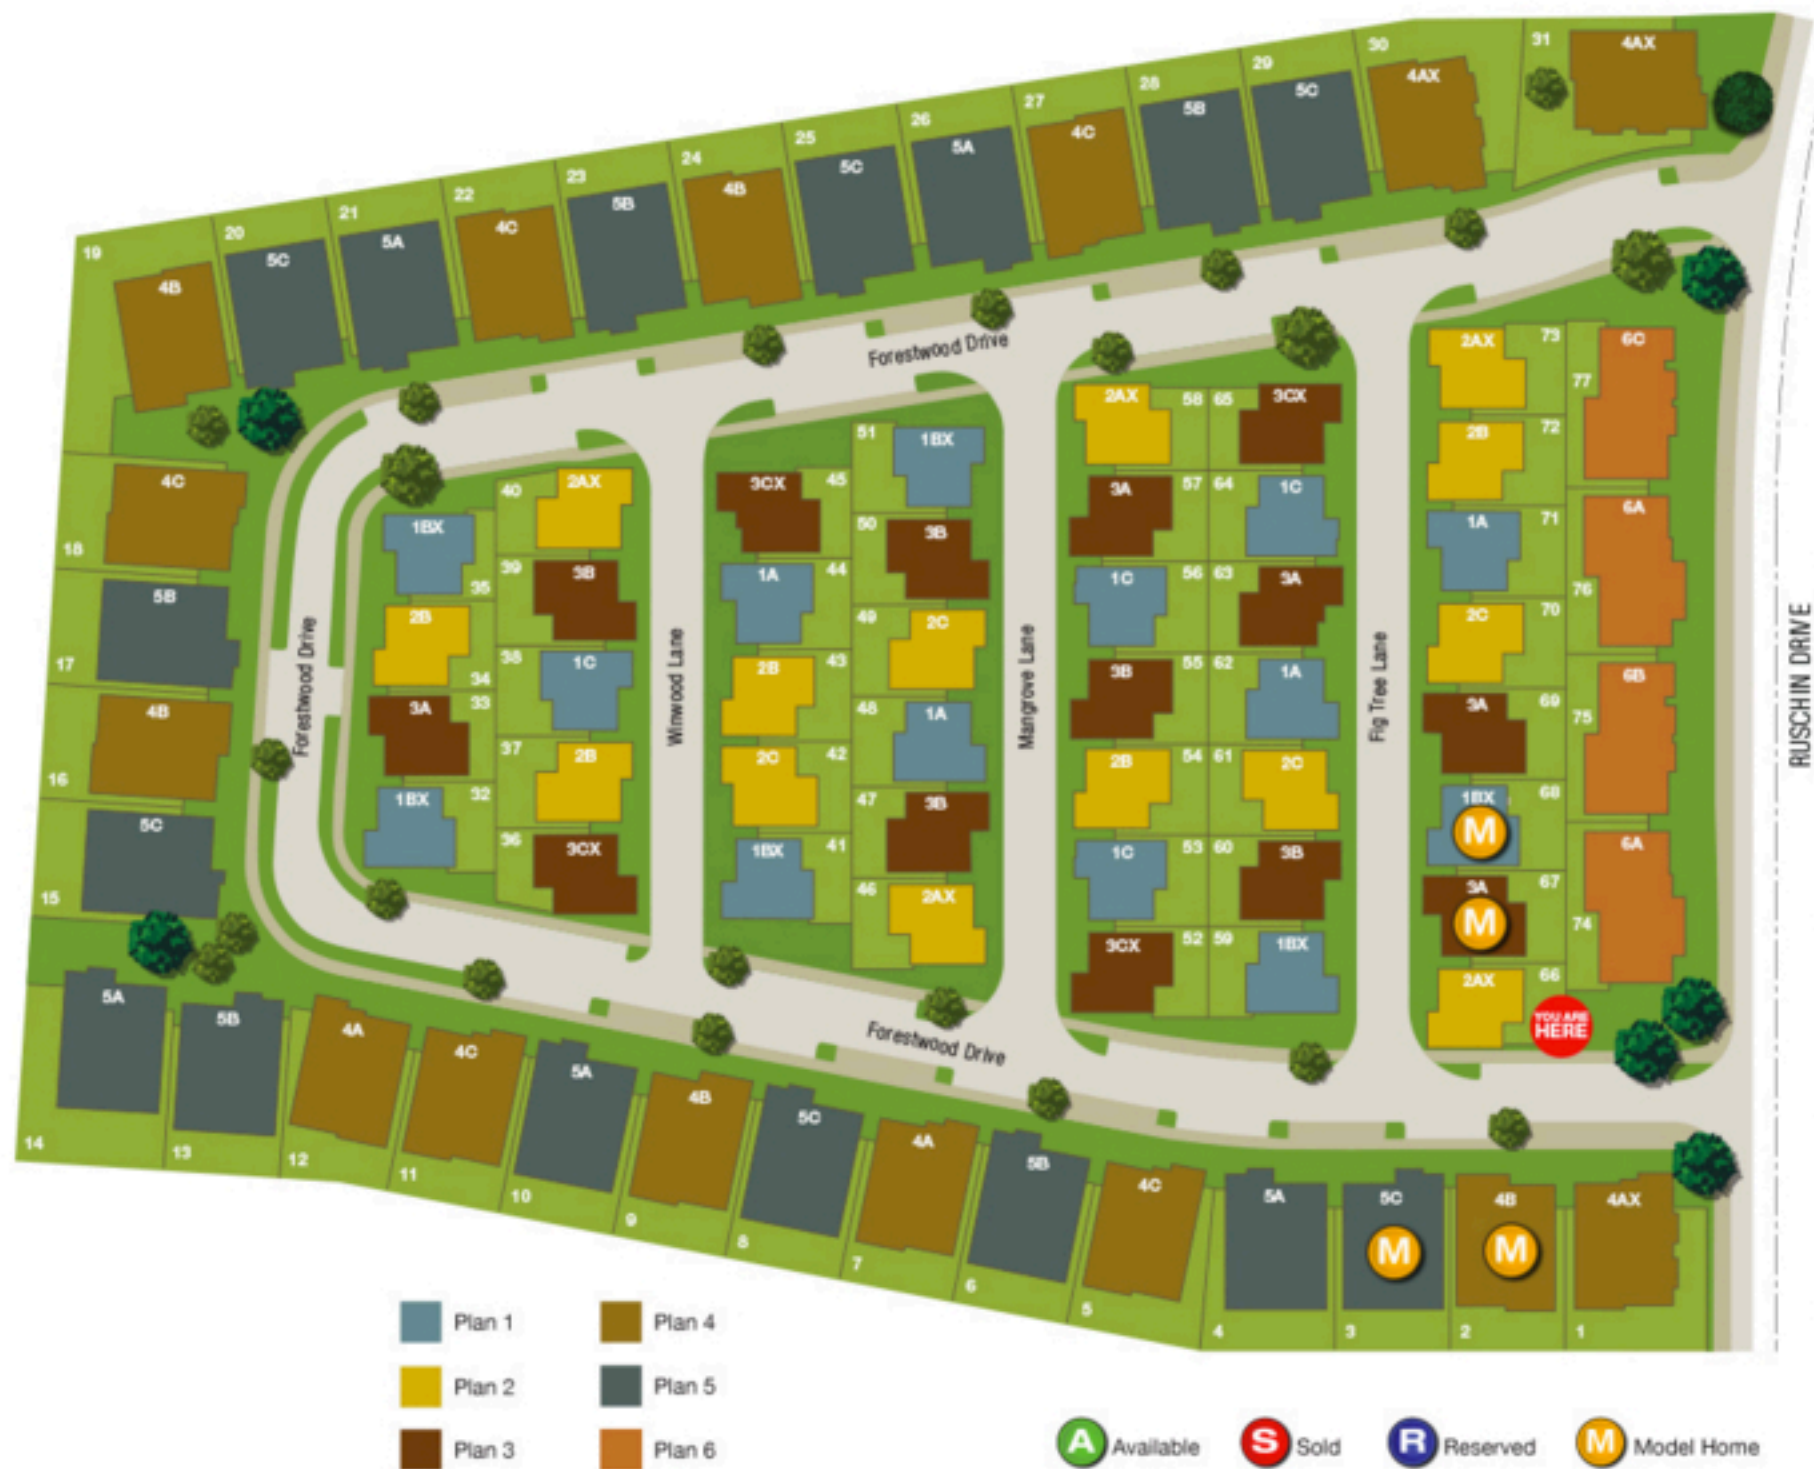 30
31
4AX
29
4AX
28
5C
27
5B
26
4C
25
5A
24
5C
23
4B
22
5B
21
4C
20
5A
19
5C
4B
Forestwood Drive
4C
18
5B
17
4B
16
5C
15
Forestwood Drive
1BX
35
2B
34
33
3A
1BX
32
40
2AX
39
3B
38
1C
37
2B
36
3CX
Winwood Lane
3CX
45
1A
44
2B
43
2C
42
1BX
41
51
1BX
50
3B
49
2C
48
1A
47
3B
46
2AX
Mangrove Lane
2AX
58
3A
57
1C
56
3B
55
2B
54
1C
53
3CX
52
65
3CX
64
1C
63
3A
62
1A
61
2C
60
3B
59
1BX
Fig Tree Lane
2AX
73
2B
72
1A
71
2C
70
3A
69
1BX
68
M
3A
67
M
2AX
66
YOU ARE
HERE
6C
77
6A
76
6B
75
6A
74
RUSCHIN DRIVE
Forestwood Drive
5A
14
5B
13
4A
12
4C
11
5A
10
4B
9
5C
8
4A
7
5B
6
4C
5
5A
4
5C
M
3
4B
M
2
4AX
1
Plan 1
Plan 4
Plan 2
Plan 5
Plan 3
Plan 6
A Available
S Sold
R Reserved
M Model Home